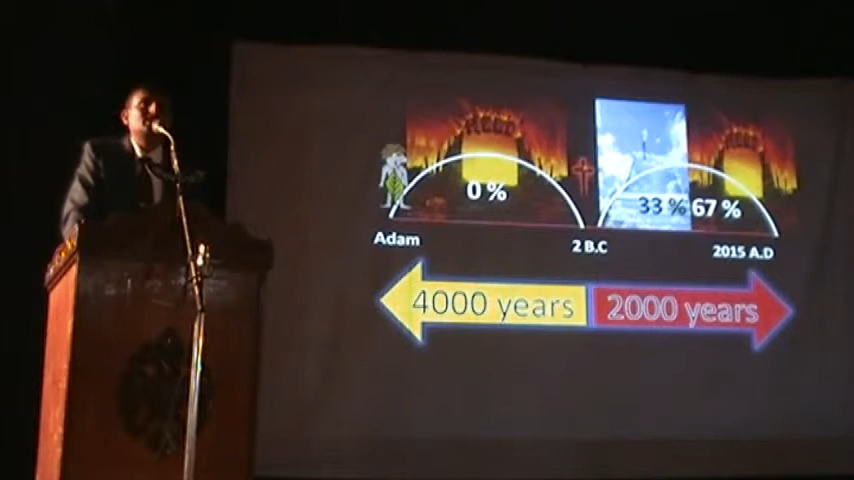 0 %
33 % 67 %
Adam
2 B.C
2015 A.D
4000 years
2000 years